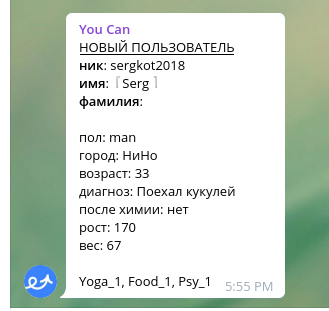 You Can
НОВЫЙ ПОЛЬЗОВАТЕЛЬ
ник: sergkot2018
имя: ⎡Serg⎤
фамилия:
пол: man
город: НиНо
возраст: 33
диагноз: Поехал кукулей
после химии: нет
рост: 170
вес: 67
Yoga_1, Food_1, Psy_1 5:55 PM